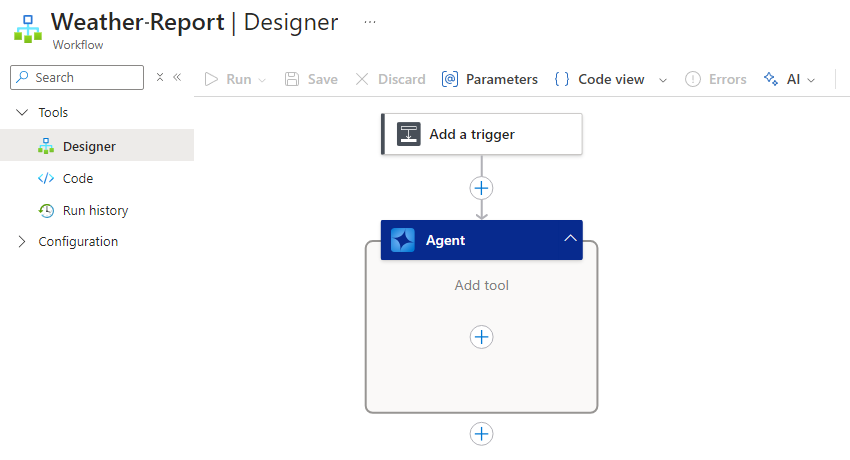 Weather-Report | Designer ...
Workflow
Search
Run
Save
Discard
Parameters
Code view
Errors
AI
Tools
Designer
Code
Run history
Configuration
Add a trigger
Agent
Add tool